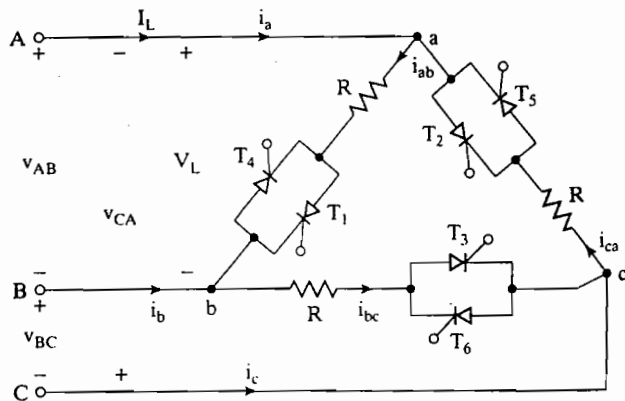 A I_L i_a a
+ − +
R i_ab
T_5
T_4 T_2
v_AB V_L
T_1 R
v_CA
T_3 i_ca
c
B − − b
+ i_b R i_bc
T_6
v_BC
C − + i_c